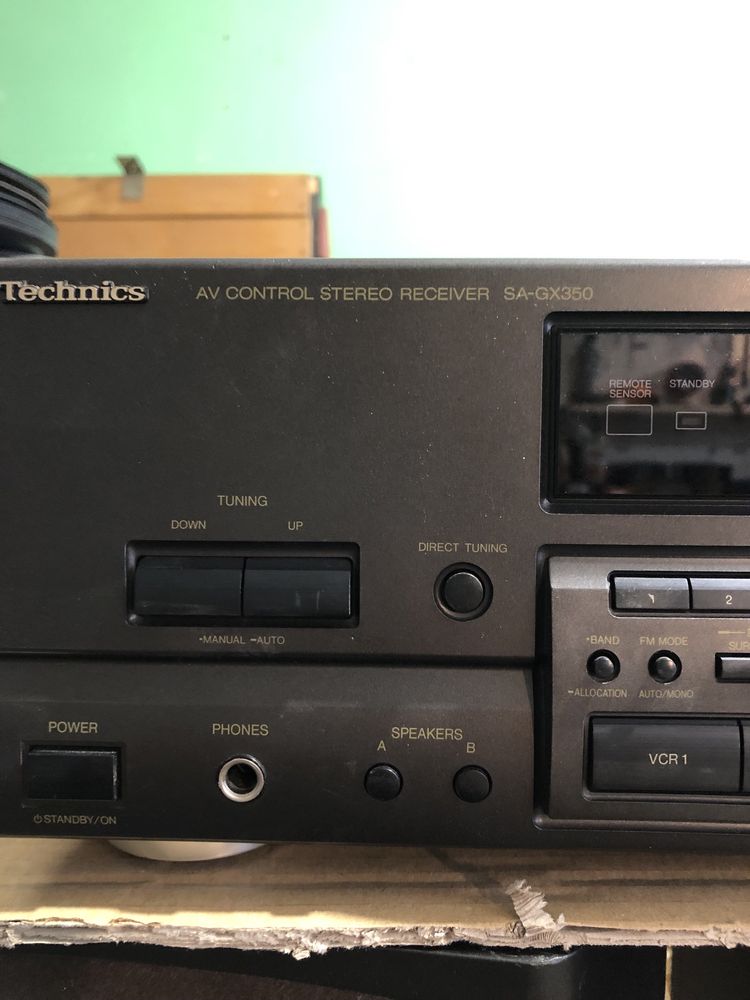 Technics
AV CONTROL STEREO RECEIVER SA-GX350
REMOTE
SENSOR
STANDBY
TUNING
DOWN
UP
DIRECT TUNING
-MANUAL -AUTO
1
2
-BAND
FM MODE
-ALLOCATION
AUTO/MONO
POWER
PHONES
SPEAKERS
A
B
VCR 1
STANDBY/ON